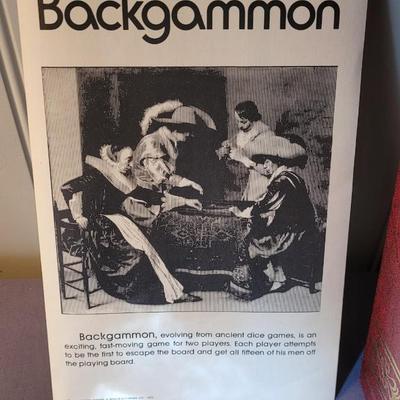 Backgammon
Backgammon, evolving from ancient dice games, is an
exciting, fast-moving game for two players. Each player attempts
to be the first to escape the board and get all fifteen of his men off
the playing board.